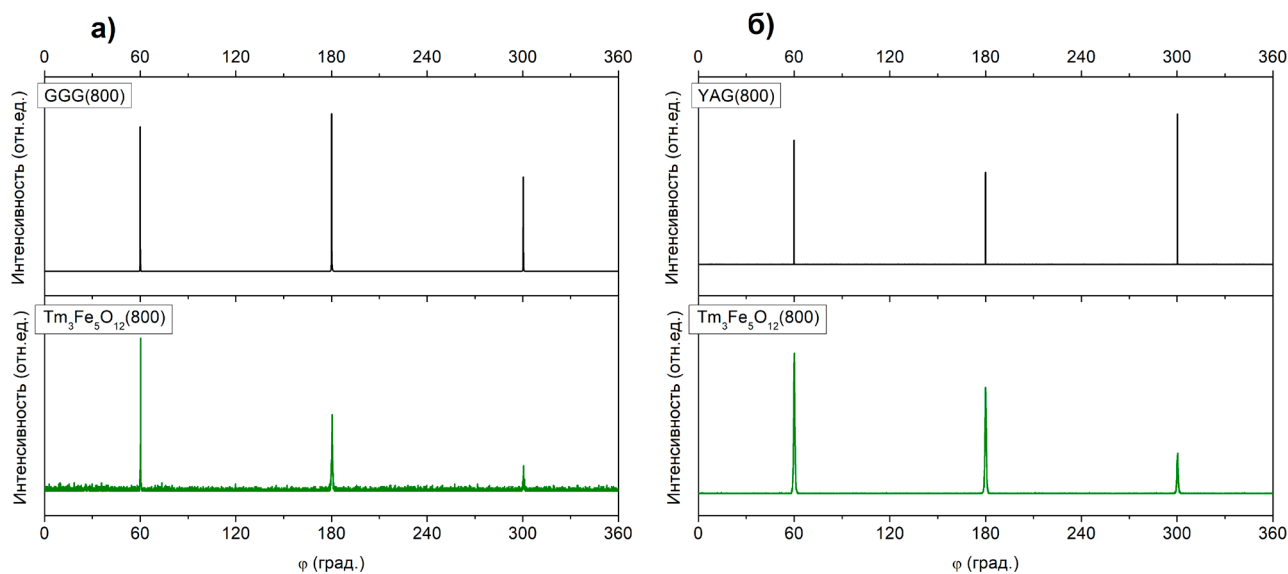 а)
0 60 120 180 240 300 360
Интенсивность (отн.ед.)
GGG(800)
Интенсивность (отн.ед.)
Tm₃Fe₅O₁₂(800)
0 60 120 180 240 300 360
φ (град.)
б)
0 60 120 180 240 300 360
Интенсивность (отн.ед.)
YAG(800)
Интенсивность (отн.ед.)
Tm₃Fe₅O₁₂(800)
0 60 120 180 240 300 360
φ (град.)